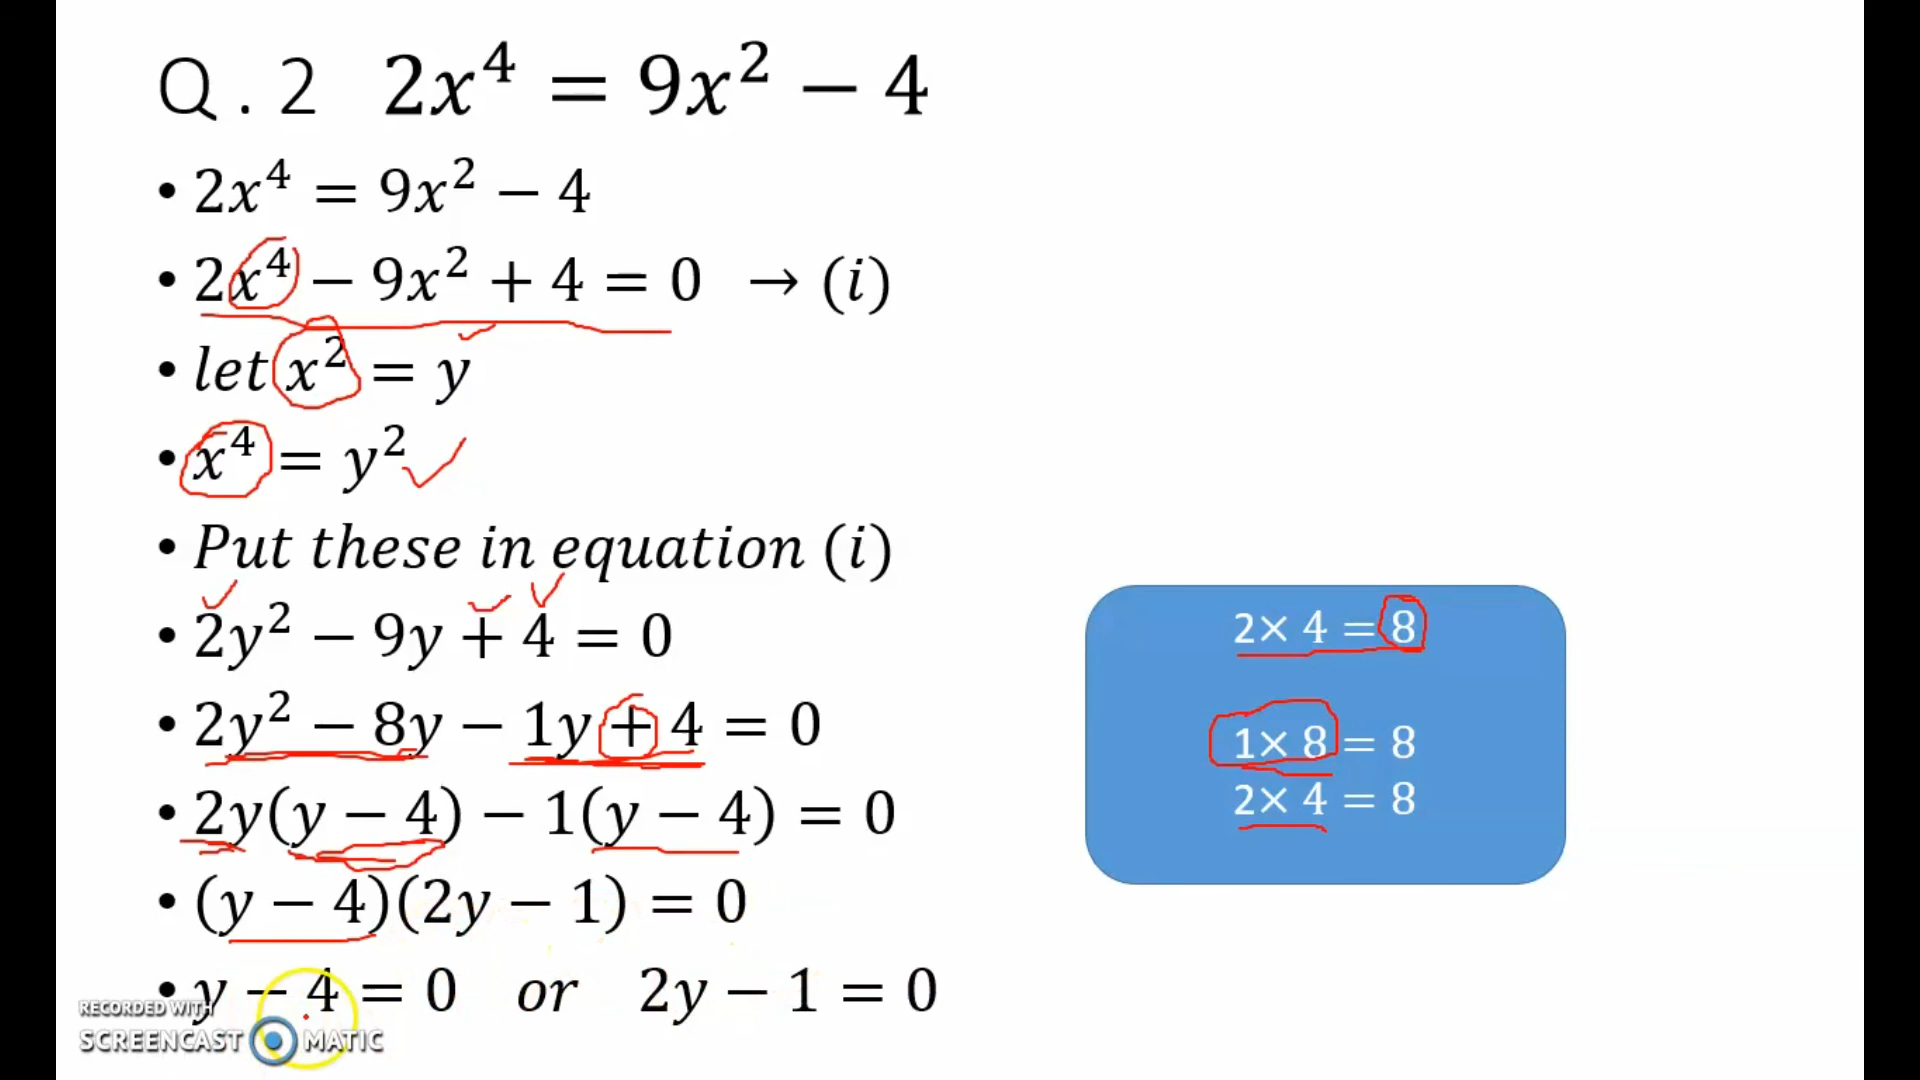 Q . 2 2x⁴ = 9x² − 4
• 2x⁴ = 9x² − 4
• 2x⁴ − 9x² + 4 = 0 → (i)
• let x² = y
• x⁴ = y²
• Put these in equation (i)
• 2y² − 9y + 4 = 0
• 2y² − 8y − 1y + 4 = 0
• 2y(y − 4) − 1(y − 4) = 0
• (y − 4)(2y − 1) = 0
• y − 4 = 0 or 2y − 1 = 0
2× 4 = 8
1× 8 = 8
2× 4 = 8
RECORDED WITH
SCREENCAST MATIC